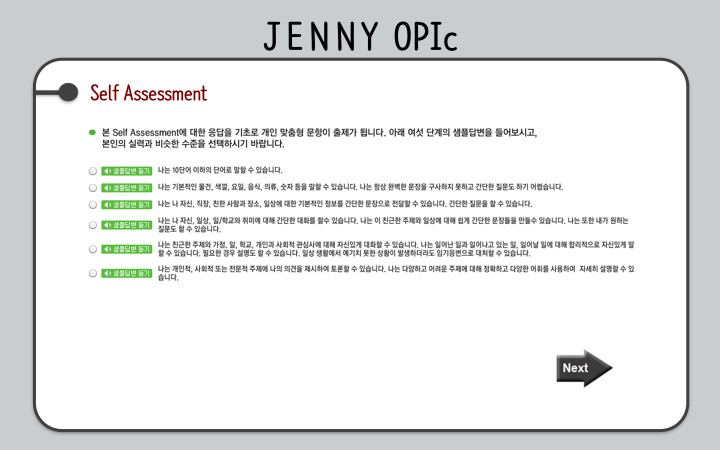 JENNY OPIc
Self Assessment
본 Self Assessment에 대한 응답을 기초로 개인 맞춤형 문항이 출제가 됩니다. 아래 여섯 단계의 샘플답변을 들어보시고,
본인의 실력과 비슷한 수준을 선택하시기 바랍니다.
샘플답변 듣기 나는 10단어 이하의 단어로 말할 수 있습니다.
샘플답변 듣기 나는 기본적인 물건, 색깔, 요일, 음식, 의류, 숫자 등을 말할 수 있습니다. 나는 항상 완벽한 문장을 구사하지 못하고 간단한 질문도 하기 어렵습니다.
샘플답변 듣기 나는 나 자신, 직장, 친한 사람과 장소, 일상에 대한 기본적인 정보를 간단한 문장으로 전달할 수 있습니다. 간단한 질문을 할 수 있습니다.
샘플답변 듣기 나는 나 자신, 일상, 일/학교와 취미에 대해 간단한 대화를 할수 있습니다. 나는 이 친근한 주제와 일상에 대해 쉽게 간단한 문장들을 만들수 있습니다. 나는 또한 내가 원하는
질문도 할 수 있습니다.
샘플답변 듣기 나는 친근한 주제와 가정, 일, 학교, 개인과 사회적 관심사에 대해 자신있게 대화할 수 있습니다. 나는 일어난 일과 일어나고 있는 일, 일어날 일에 대해 합리적으로 자신있게 말
할 수 있습니다. 필요한 경우 설명도 할 수 있습니다. 일상 생활에서 예기치 못한 상황이 발생하더라도 임기응변으로 대처할 수 있습니다.
샘플답변 듣기 나는 개인적, 사회적 또는 전문적 주제에 나의 의견을 제시하여 토론할 수 있습니다. 나는 다양하고 어려운 주제에 대해 정확하고 다양한 어휘를 사용하여 자세히 설명할 수 있
습니다.
Next